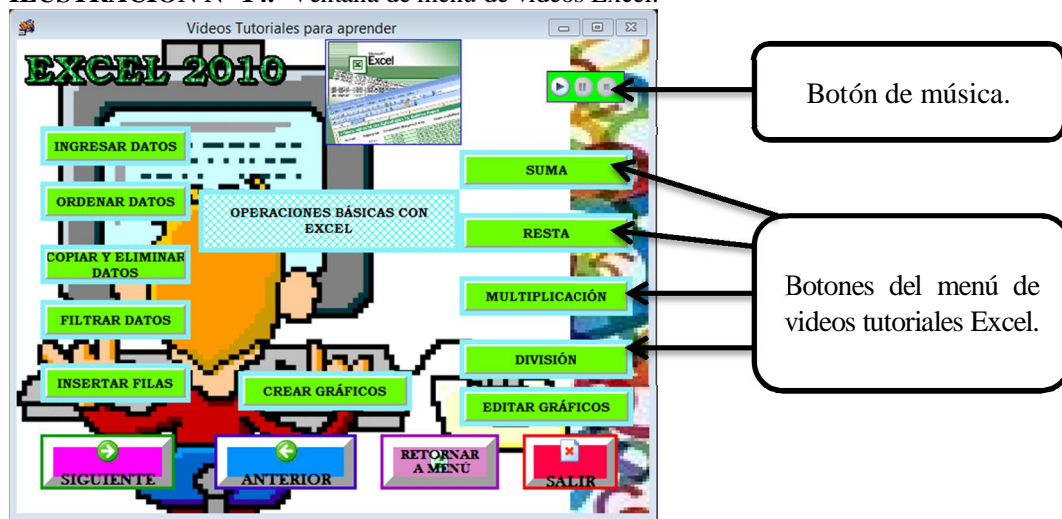 ILUSTRACIÓN N° 14.- Ventana de menú de videos Excel.
Videos Tutoriales para aprender
EXCEL 2010
Microsoft
Excel
Botón de música.
INGRESAR DATOS
SUMA
ORDENAR DATOS
OPERACIONES BÁSICAS CON
EXCEL
RESTA
COPIAR Y ELIMINAR
DATOS
MULTIPLICACIÓN
Botones del menú de
videos tutoriales Excel.
FILTRAR DATOS
DIVISIÓN
INSERTAR FILAS
CREAR GRÁFICOS
EDITAR GRÁFICOS
SIGUIENTE
ANTERIOR
RETORNAR
A MENÚ
SALIR